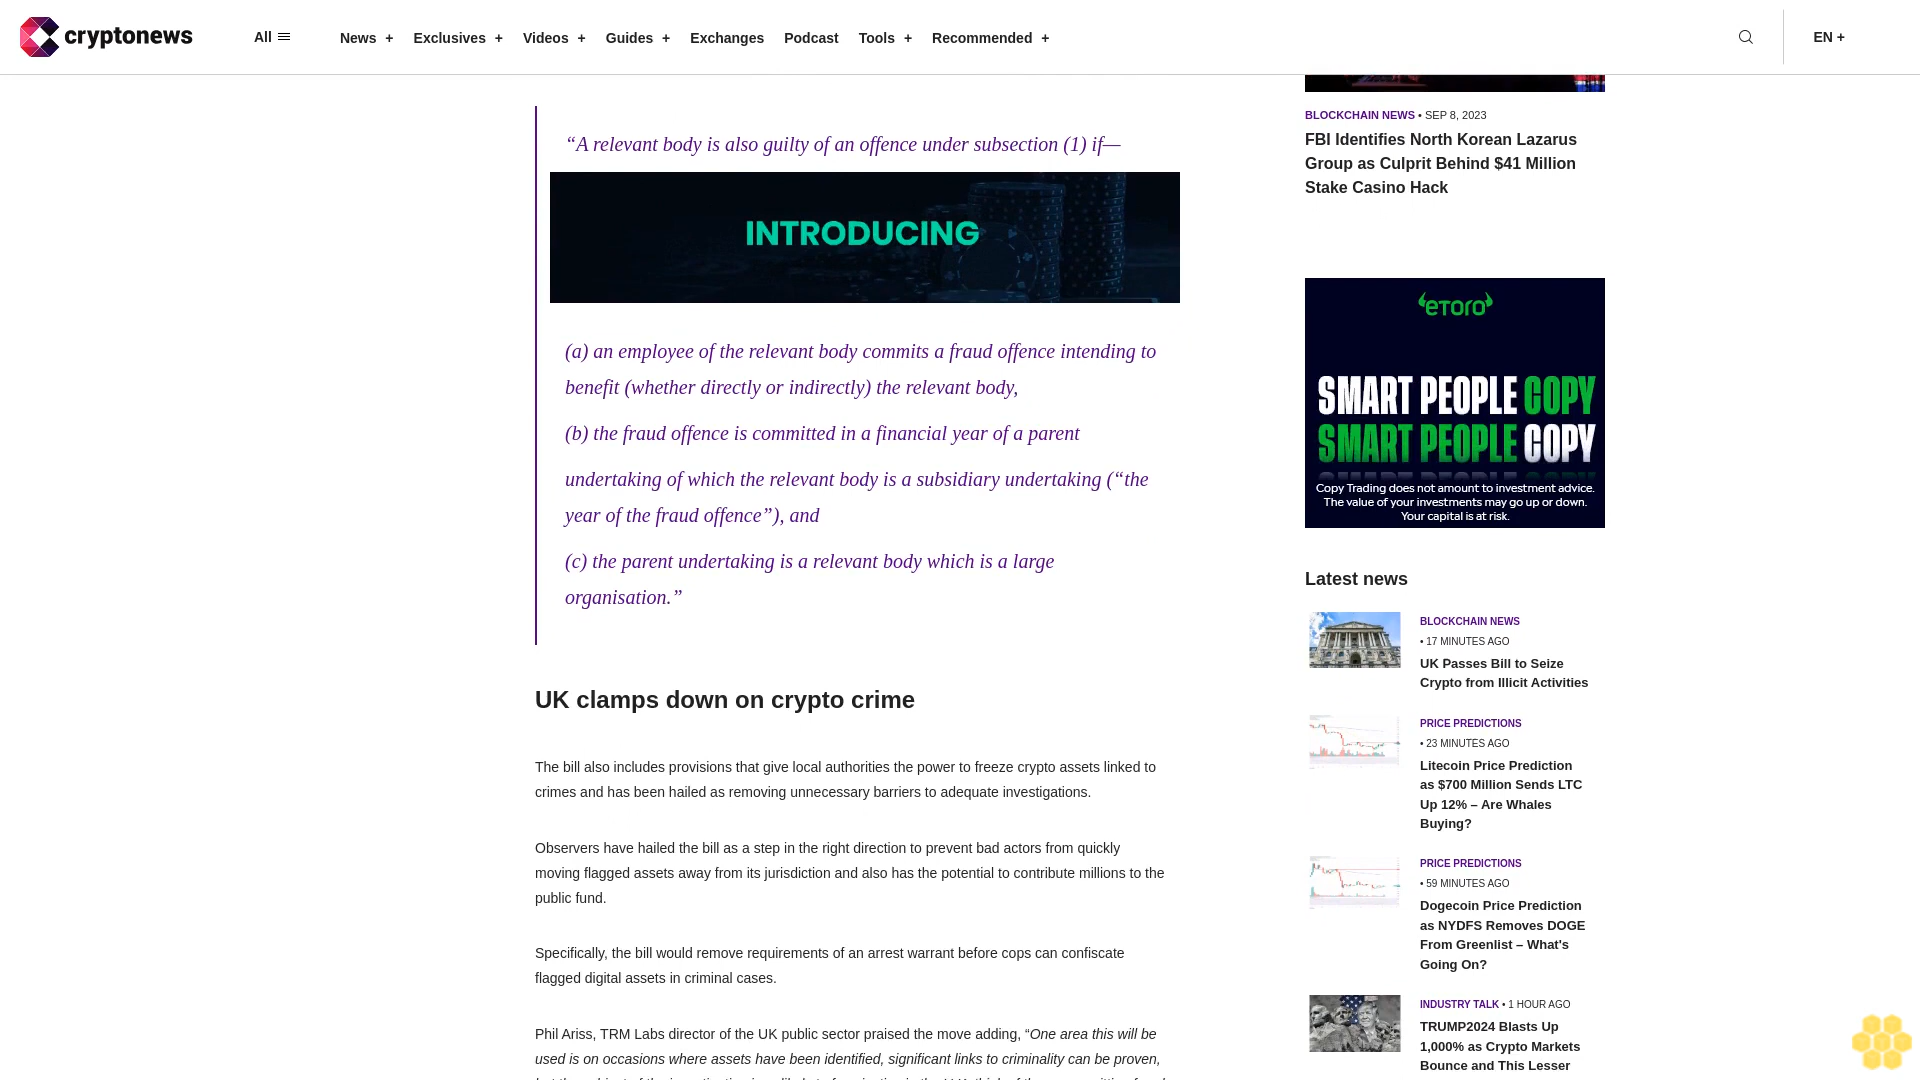 cryptonews
All
News +
Exclusives +
Videos +
Guides +
Exchanges
Podcast
Tools +
Recommended +
EN +
“A relevant body is also guilty of an offence under subsection (1) if—
INTRODUCING
(a) an employee of the relevant body commits a fraud offence intending to
benefit (whether directly or indirectly) the relevant body,
(b) the fraud offence is committed in a financial year of a parent
undertaking of which the relevant body is a subsidiary undertaking (“the
year of the fraud offence”), and
(c) the parent undertaking is a relevant body which is a large
organisation.”
UK clamps down on crypto crime
The bill also includes provisions that give local authorities the power to freeze crypto assets linked to
crimes and has been hailed as removing unnecessary barriers to adequate investigations.
Observers have hailed the bill as a step in the right direction to prevent bad actors from quickly
moving flagged assets away from its jurisdiction and also has the potential to contribute millions to the
public fund.
Specifically, the bill would remove requirements of an arrest warrant before cops can confiscate
flagged digital assets in criminal cases.
Phil Ariss, TRM Labs director of the UK public sector praised the move adding, “One area this will be
used is on occasions where assets have been identified, significant links to criminality can be proven,
BLOCKCHAIN NEWS • SEP 8, 2023
FBI Identifies North Korean Lazarus
Group as Culprit Behind $41 Million
Stake Casino Hack
eToro
SMART PEOPLE COPY
SMART PEOPLE COPY
Copy Trading does not amount to investment advice.
The value of your investments may go up or down.
Your capital is at risk.
Latest news
BLOCKCHAIN NEWS
• 17 MINUTES AGO
UK Passes Bill to Seize
Crypto from Illicit Activities
PRICE PREDICTIONS
• 23 MINUTES AGO
Litecoin Price Prediction
as $700 Million Sends LTC
Up 12% – Are Whales
Buying?
PRICE PREDICTIONS
• 59 MINUTES AGO
Dogecoin Price Prediction
as NYDFS Removes DOGE
From Greenlist – What's
Going On?
INDUSTRY TALK • 1 HOUR AGO
TRUMP2024 Blasts Up
1,000% as Crypto Markets
Bounce and This Lesser